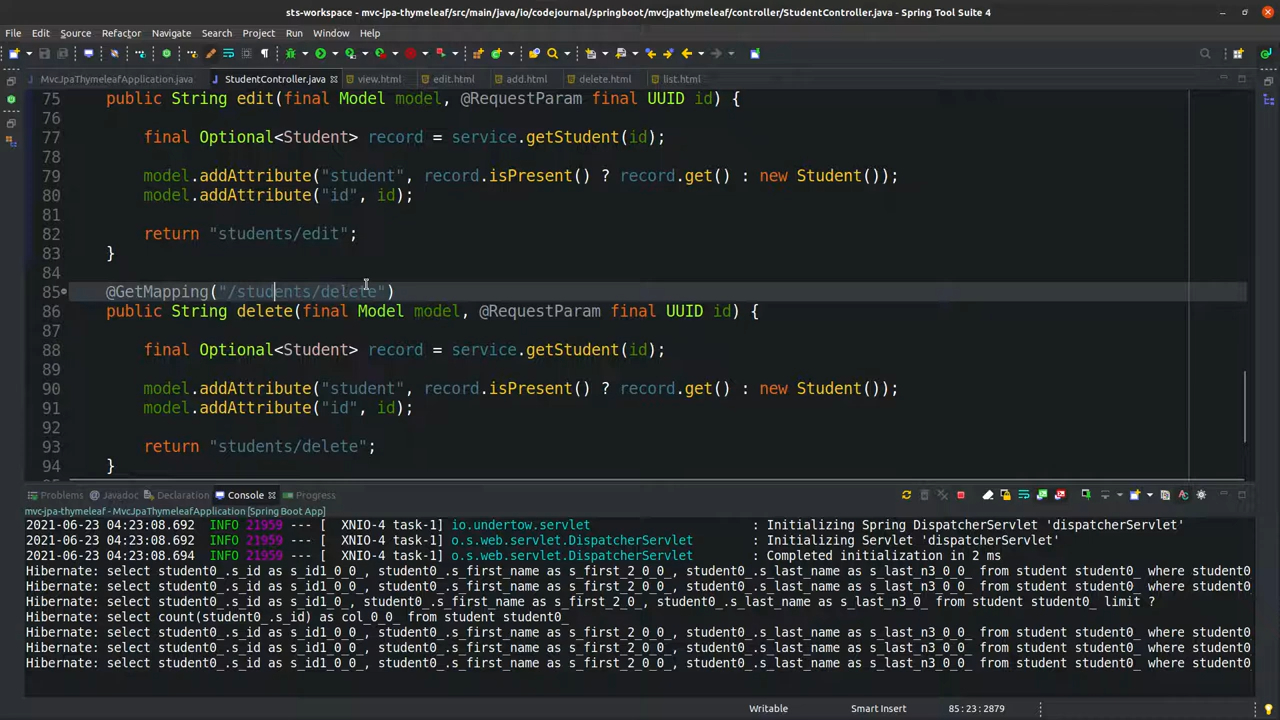 sts-workspace - mvc-jpa-thymeleaf/src/main/java/io/codejournal/springboot/mvcjpathymeleaf/controller/StudentController.java - Spring Tool Suite 4
File Edit Source Refactor Navigate Search Project Run Window Help
MvcJpaThymeleafApplication.java StudentController.java view.html edit.html add.html delete.html list.html
75 public String edit(final Model model, @RequestParam final UUID id) {
76
77 final Optional<Student> record = service.getStudent(id);
78
79 model.addAttribute("student", record.isPresent() ? record.get() : new Student());
80 model.addAttribute("id", id);
81
82 return "students/edit";
83 }
84
85 @GetMapping("/students/delete")
86 public String delete(final Model model, @RequestParam final UUID id) {
87
88 final Optional<Student> record = service.getStudent(id);
89
90 model.addAttribute("student", record.isPresent() ? record.get() : new Student());
91 model.addAttribute("id", id);
92
93 return "students/delete";
94 }
Problems Javadoc Declaration Console Progress
mvc-jpa-thymeleaf - MvcJpaThymeleafApplication [Spring Boot App]
2021-06-23 04:23:08.692 INFO 21959 --- [ XNIO-4 task-1] io.undertow.servlet : Initializing Spring DispatcherServlet 'dispatcherServlet'
2021-06-23 04:23:08.692 INFO 21959 --- [ XNIO-4 task-1] o.s.web.servlet.DispatcherServlet : Initializing Servlet 'dispatcherServlet'
2021-06-23 04:23:08.694 INFO 21959 --- [ XNIO-4 task-1] o.s.web.servlet.DispatcherServlet : Completed initialization in 2 ms
Hibernate: select student0_.s_id as s_id1_0_0_, student0_.s_first_name as s_first_2_0_0_, student0_.s_last_name as s_last_n3_0_0_ from student student0_ where student0
Hibernate: select student0_.s_id as s_id1_0_0_, student0_.s_first_name as s_first_2_0_0_, student0_.s_last_name as s_last_n3_0_0_ from student student0_ where student0
Hibernate: select student0_.s_id as s_id1_0_, student0_.s_first_name as s_first_2_0_, student0_.s_last_name as s_last_n3_0_ from student student0_ limit ?
Hibernate: select count(student0_.s_id) as col_0_0_ from student student0_
Hibernate: select student0_.s_id as s_id1_0_0_, student0_.s_first_name as s_first_2_0_0_, student0_.s_last_name as s_last_n3_0_0_ from student student0_ where student0
Hibernate: select student0_.s_id as s_id1_0_0_, student0_.s_first_name as s_first_2_0_0_, student0_.s_last_name as s_last_n3_0_0_ from student student0_ where student0
Hibernate: select student0_.s_id as s_id1_0_0_, student0_.s_first_name as s_first_2_0_0_, student0_.s_last_name as s_last_n3_0_0_ from student student0_ where student0
Writable Smart Insert 85 : 23 : 2879